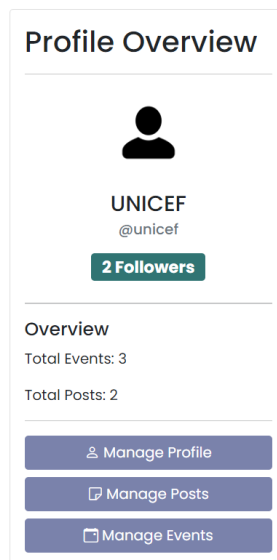 Profile Overview
UNICEF
@unicef
2 Followers
Overview
Total Events: 3
Total Posts: 2
Manage Profile
Manage Posts
Manage Events